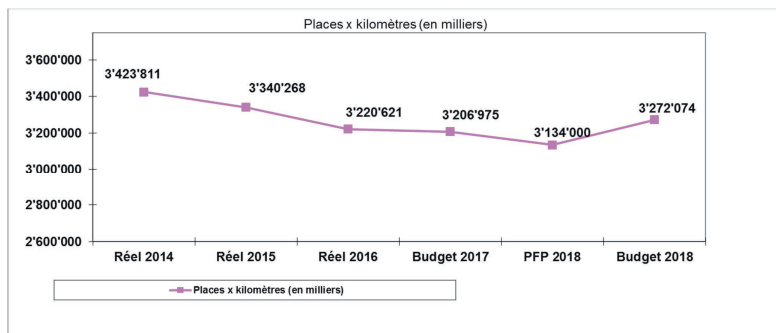 Places x kilomètres (en milliers)
3'600'000
3'400'000
3'200'000
3'000'000
2'800'000
2'600'000
3'423'811
3'340'268
3'220'621
3'206'975
3'134'000
3'272'074
Réel 2014
Réel 2015
Réel 2016
Budget 2017
PFP 2018
Budget 2018
Places x kilomètres (en milliers)